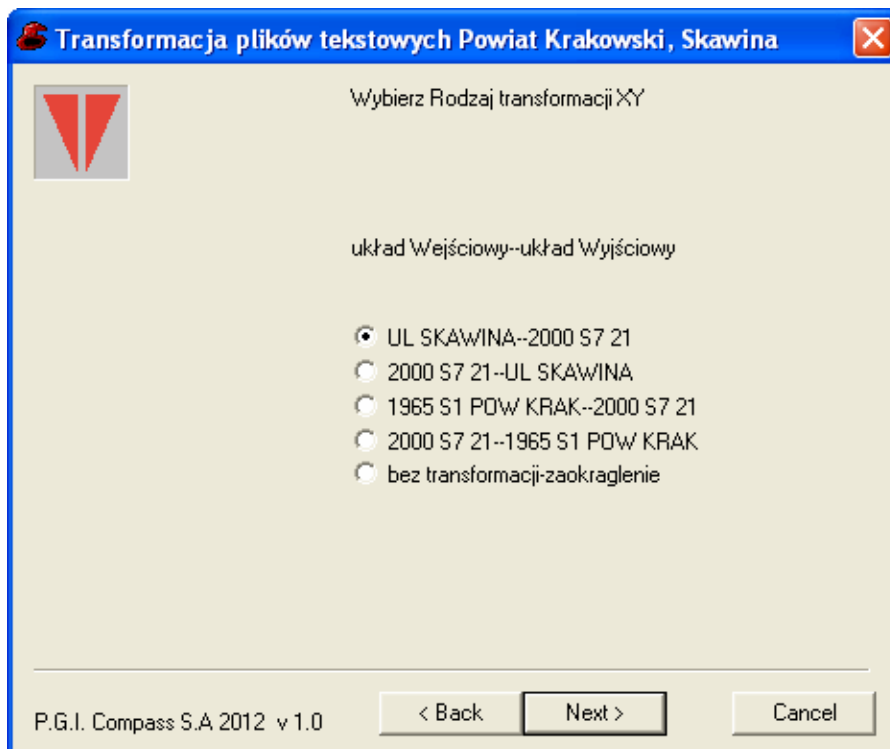 Transformacja plików tekstowych Powiat Krakowski, Skawina
Wybierz Rodzaj transformacji XY
układ Wejściowy--układ Wyjściowy
UL SKAWINA--2000 S7 21
2000 S7 21--UL SKAWINA
1965 S1 POW KRAK--2000 S7 21
2000 S7 21--1965 S1 POW KRAK
bez transformacji-zaokraglenie
P.G.I. Compass S.A 2012 v 1.0
< Back
Next >
Cancel